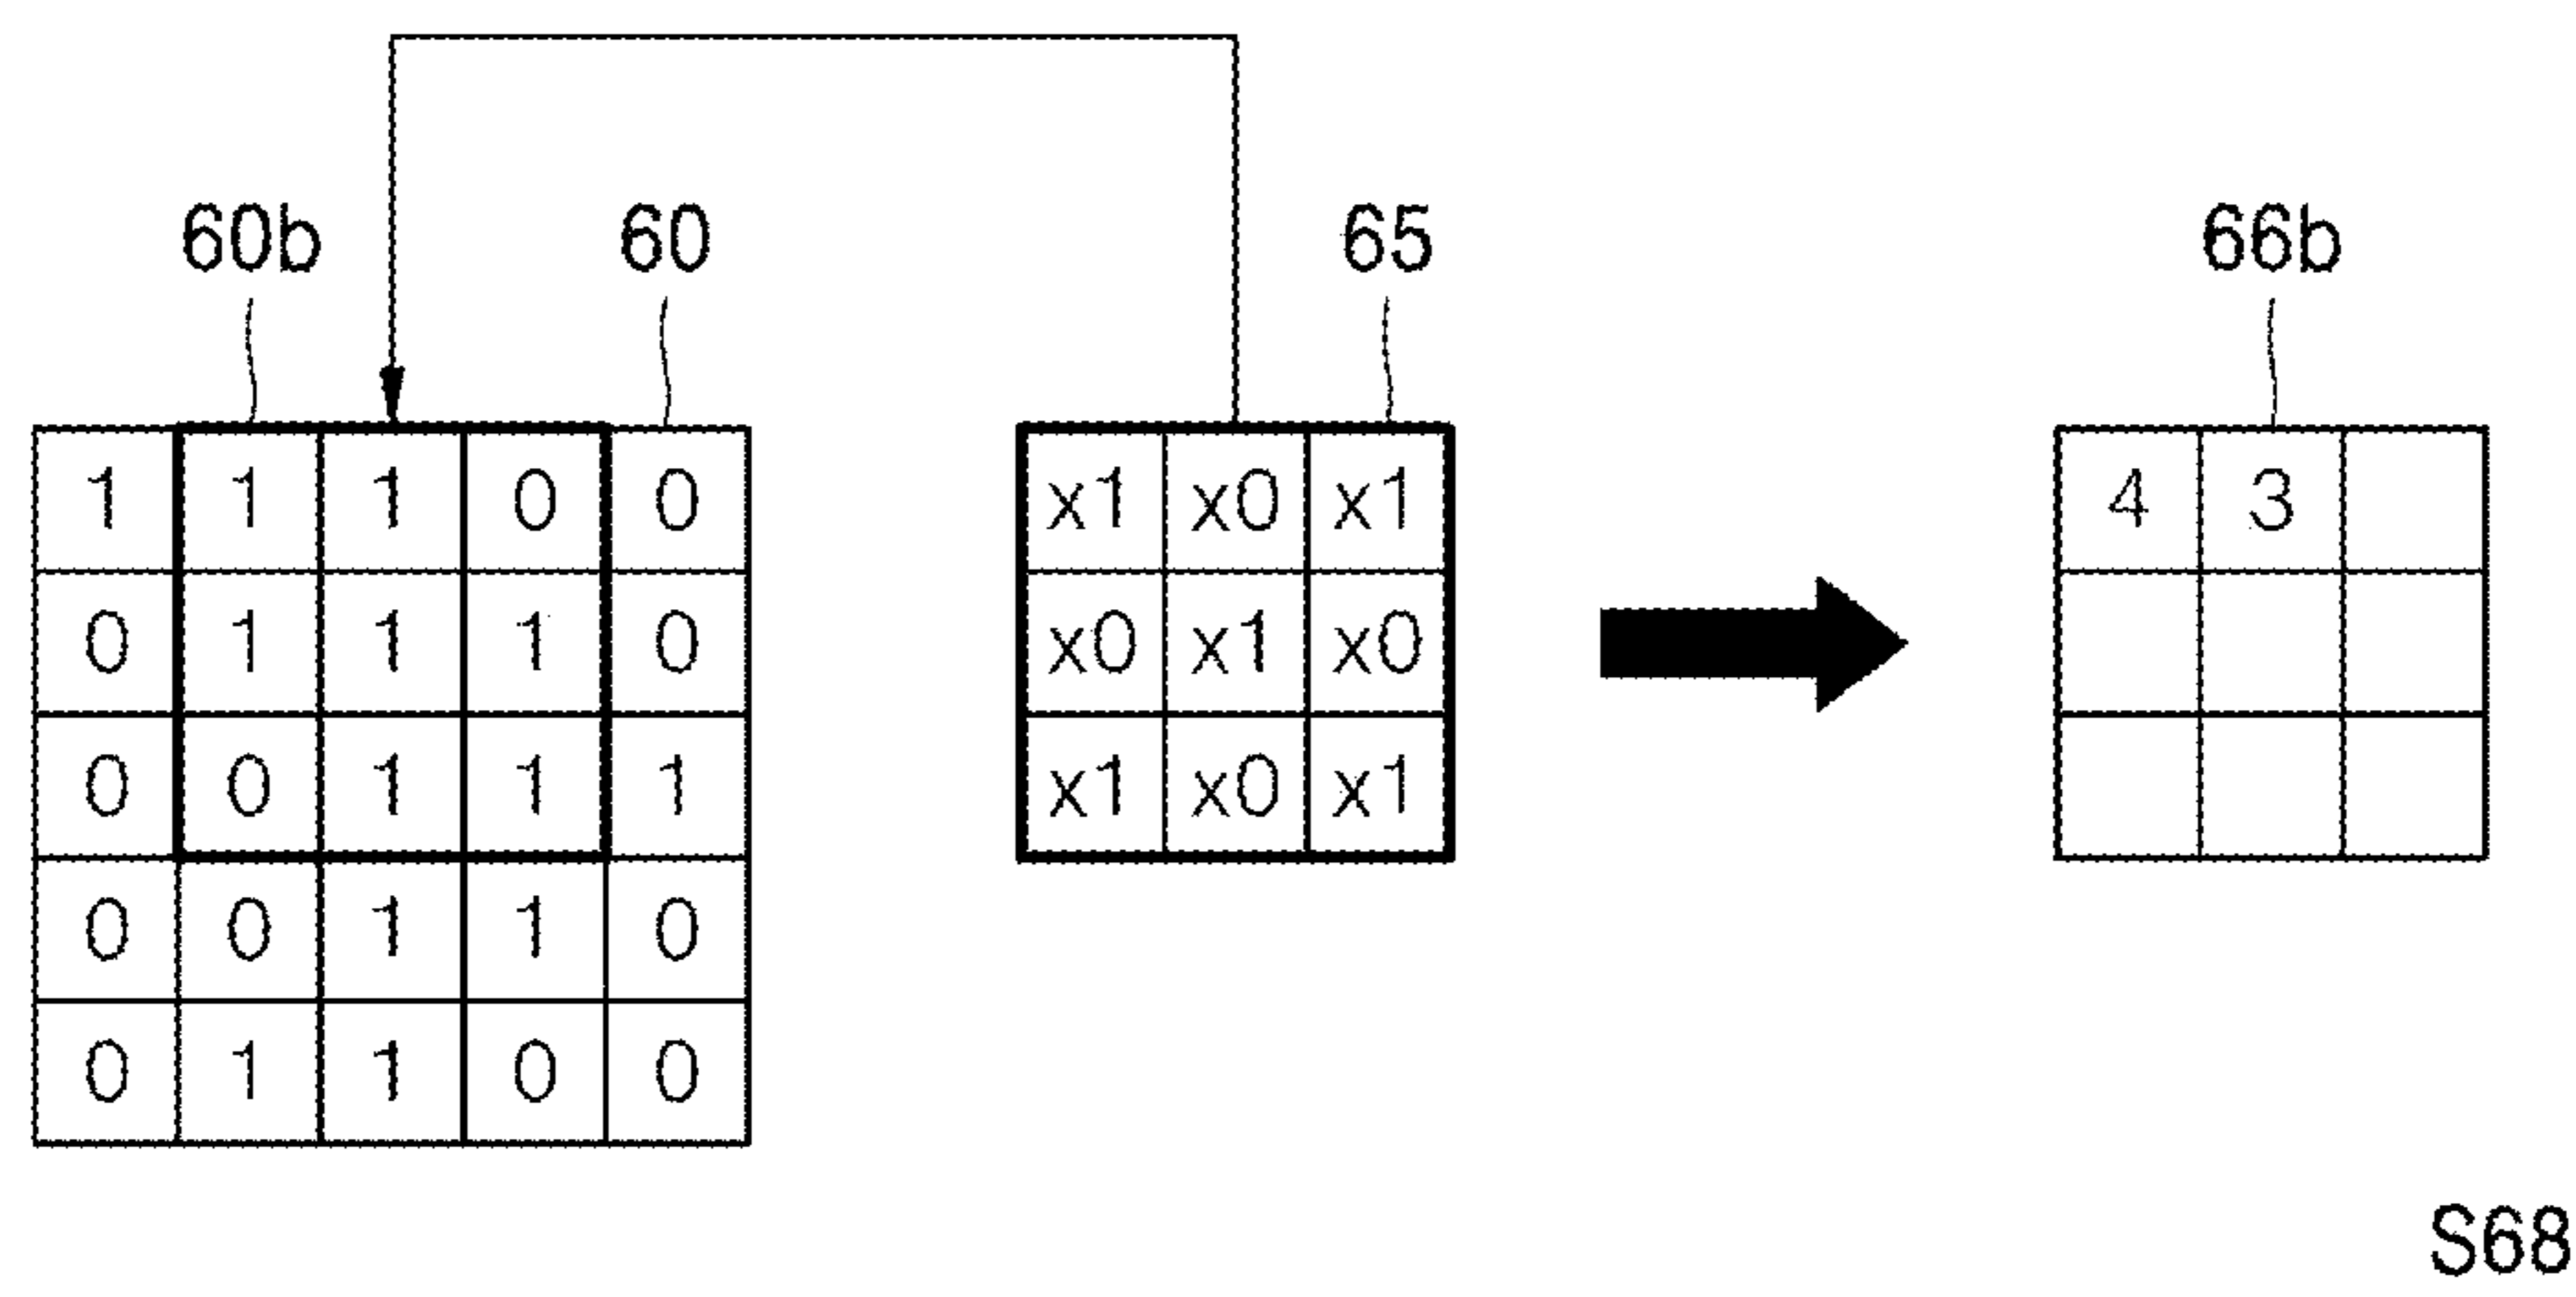 60b 60 65 66b
1 1 1 0 0 x1 x0 x1 4 3
0 1 1 1 0 x0 x1 x0
0 0 1 1 1 x1 x0 x1
0 0 1 1 0
0 1 1 0 0
S68